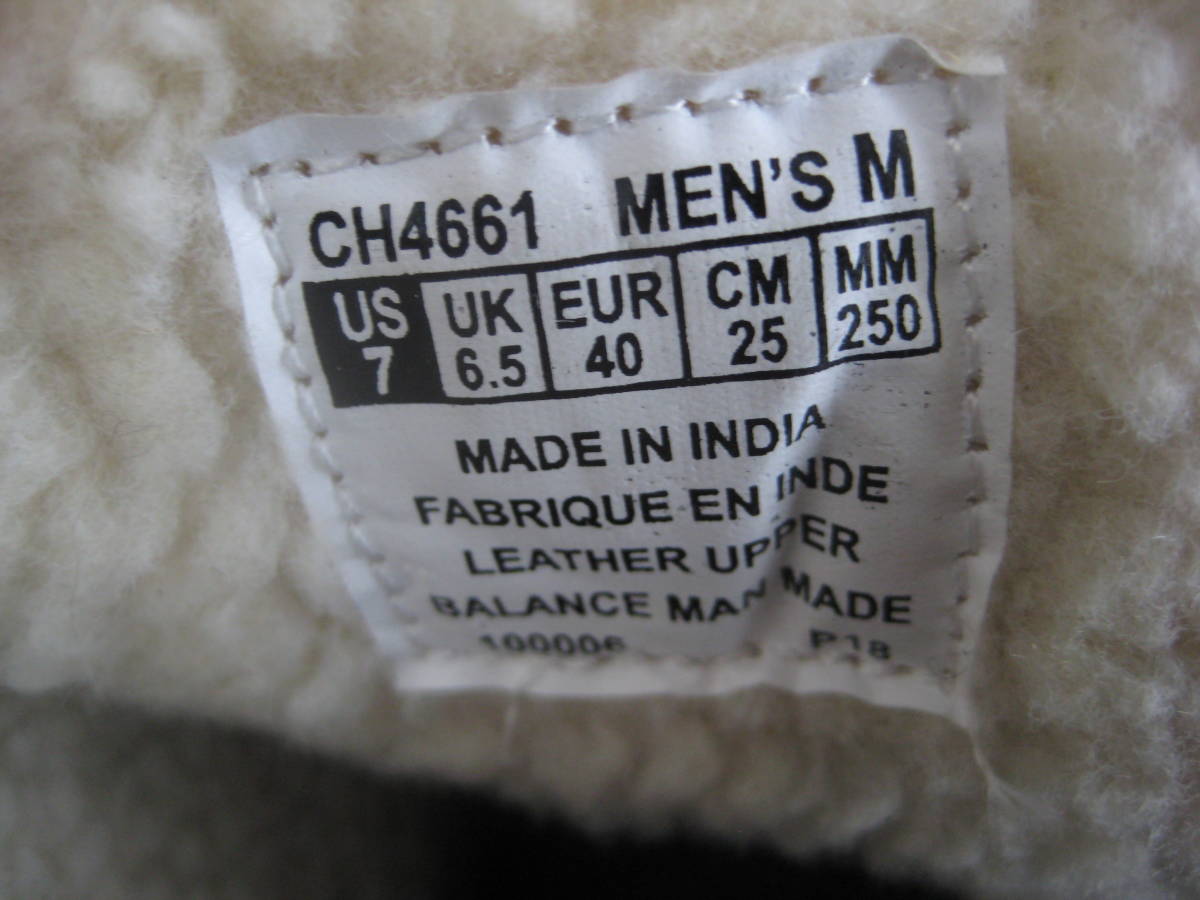 CH4661 MEN'S M
US UK EUR CM MM
7 6.5 40 25 250
MADE IN INDIA
FABRIQUE EN INDE
LEATHER UPPER
BALANCE MAN MADE
100006 P18